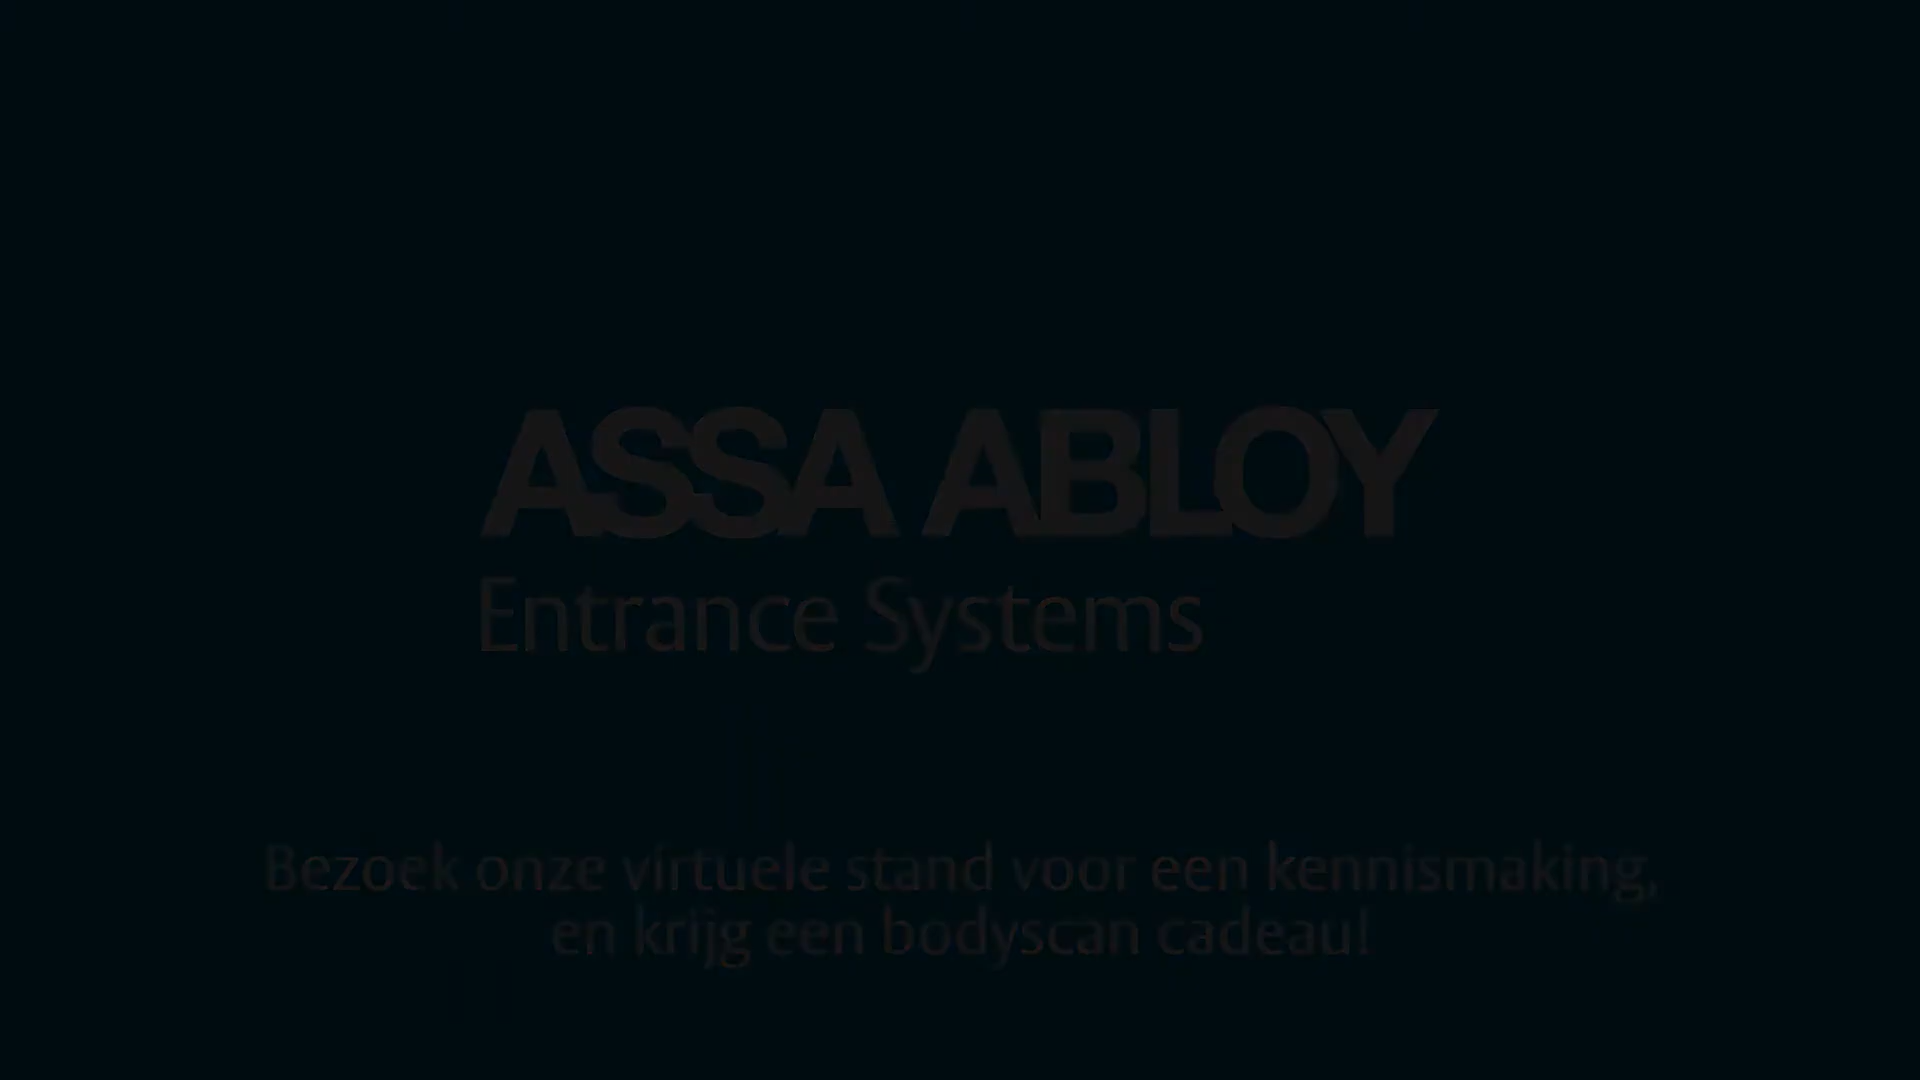 ASSA ABLOY
Entrance Systems
Bezoek onze virtuele stand voor een kennismaking,
en krijg een bodyscan cadeau!